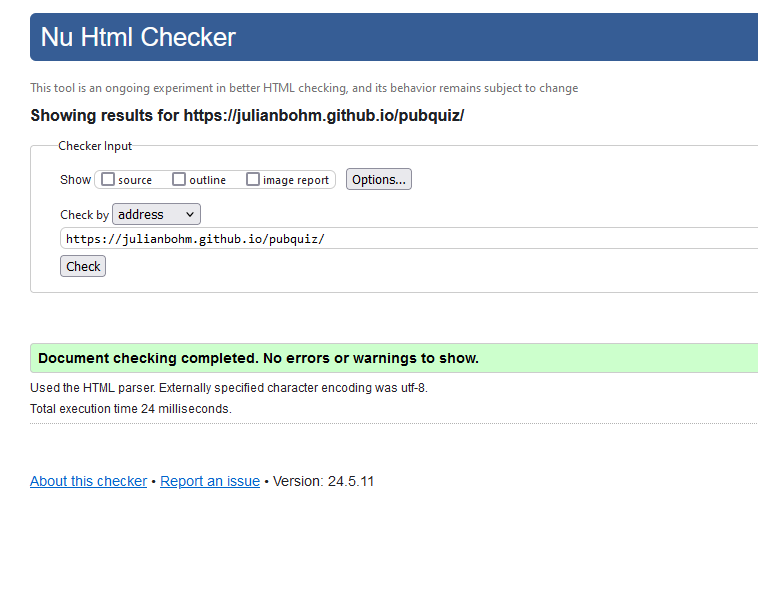 Nu Html Checker
This tool is an ongoing experiment in better HTML checking, and its behavior remains subject to change
Showing results for https://julianbohm.github.io/pubquiz/
Checker Input
Show source outline image report Options...
Check by address
https://julianbohm.github.io/pubquiz/
Check
Document checking completed. No errors or warnings to show.
Used the HTML parser. Externally specified character encoding was utf-8.
Total execution time 24 milliseconds.
About this checker • Report an issue • Version: 24.5.11